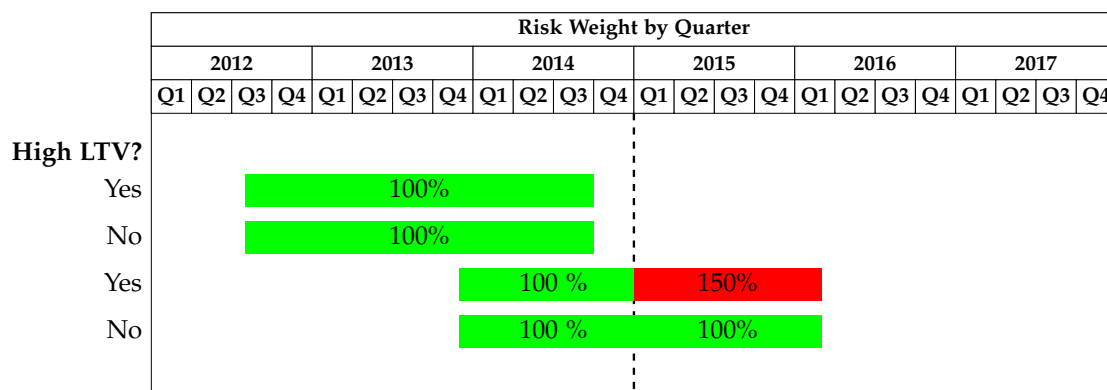 Risk Weight by Quarter
2012 2013 2014 2015 2016 2017
Q1 Q2 Q3 Q4 Q1 Q2 Q3 Q4 Q1 Q2 Q3 Q4 Q1 Q2 Q3 Q4 Q1 Q2 Q3 Q4 Q1 Q2 Q3 Q4
High LTV?
Yes 100%
No 100%
Yes 100 % 150%
No 100 % 100%